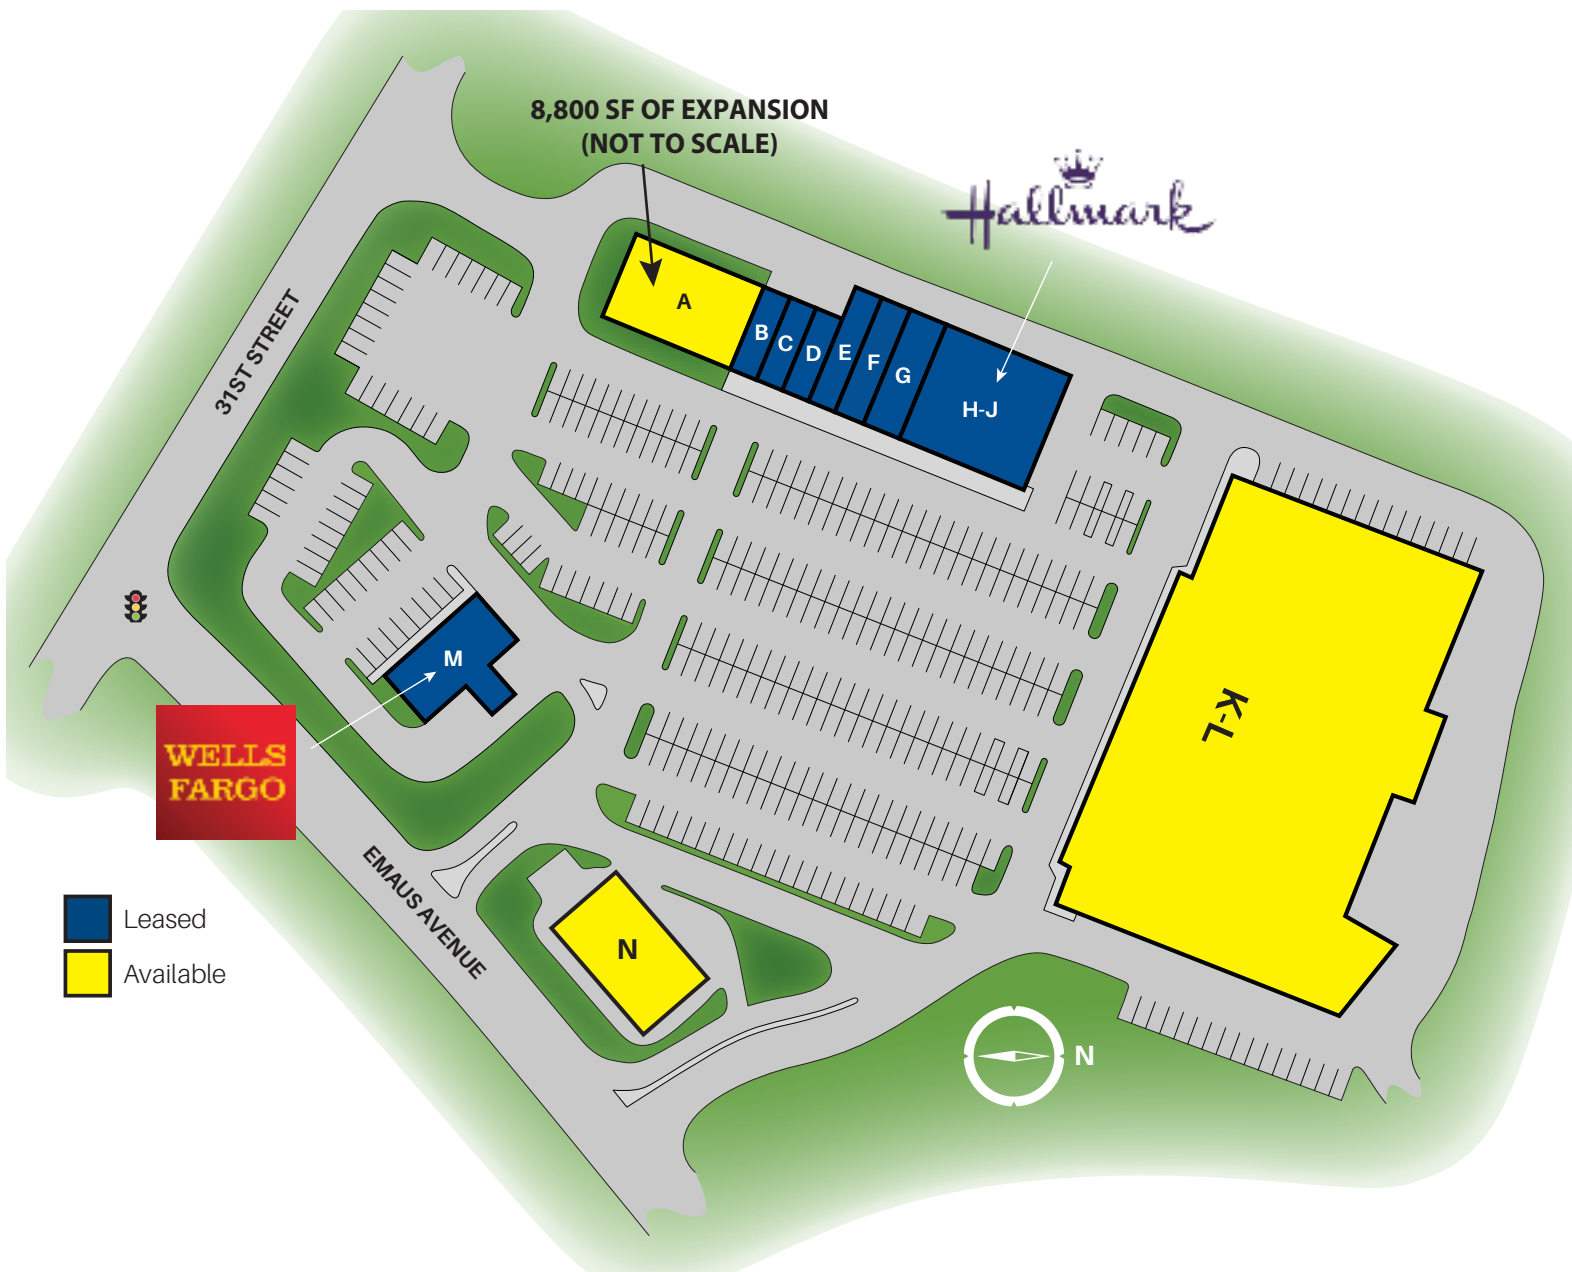 8,800 SF OF EXPANSION
(NOT TO SCALE)
Hallmark
31ST STREET
A
B
C
D
E
F
G
H-J
K-L
M
WELLS
FARGO
EMAUS AVENUE
Leased
Available
N
N